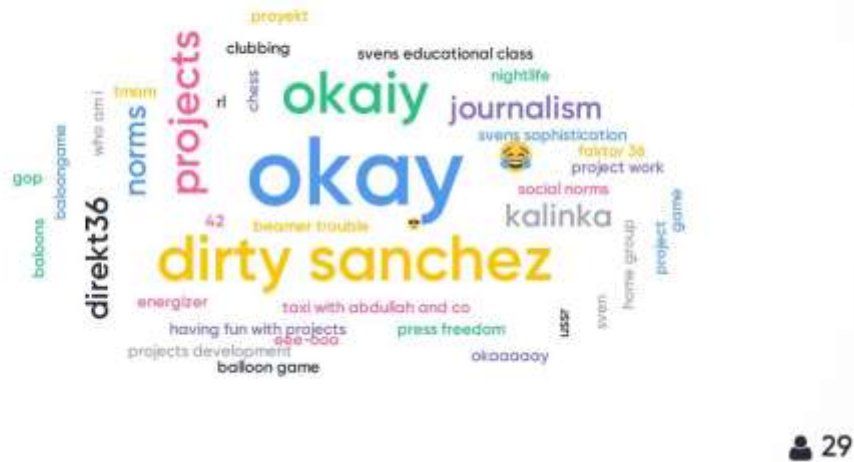 proyekt
clubbing
svens educational class
projects
okaiy
nightlife
chess
rl
tmom
who am i
journalism
norms
svens sophistication
baloongame
okay
😂
faktor 36
project work
gop
social norms
direkt36
kalinka
42
beamer trouble
😎
project
game
baloons
dirty sanchez
home group
sven
energizer
taxi with abdullah and co
ussr
having fun with projects
press freedom
eee-ooo
projects development
okaaaaay
balloon game
29